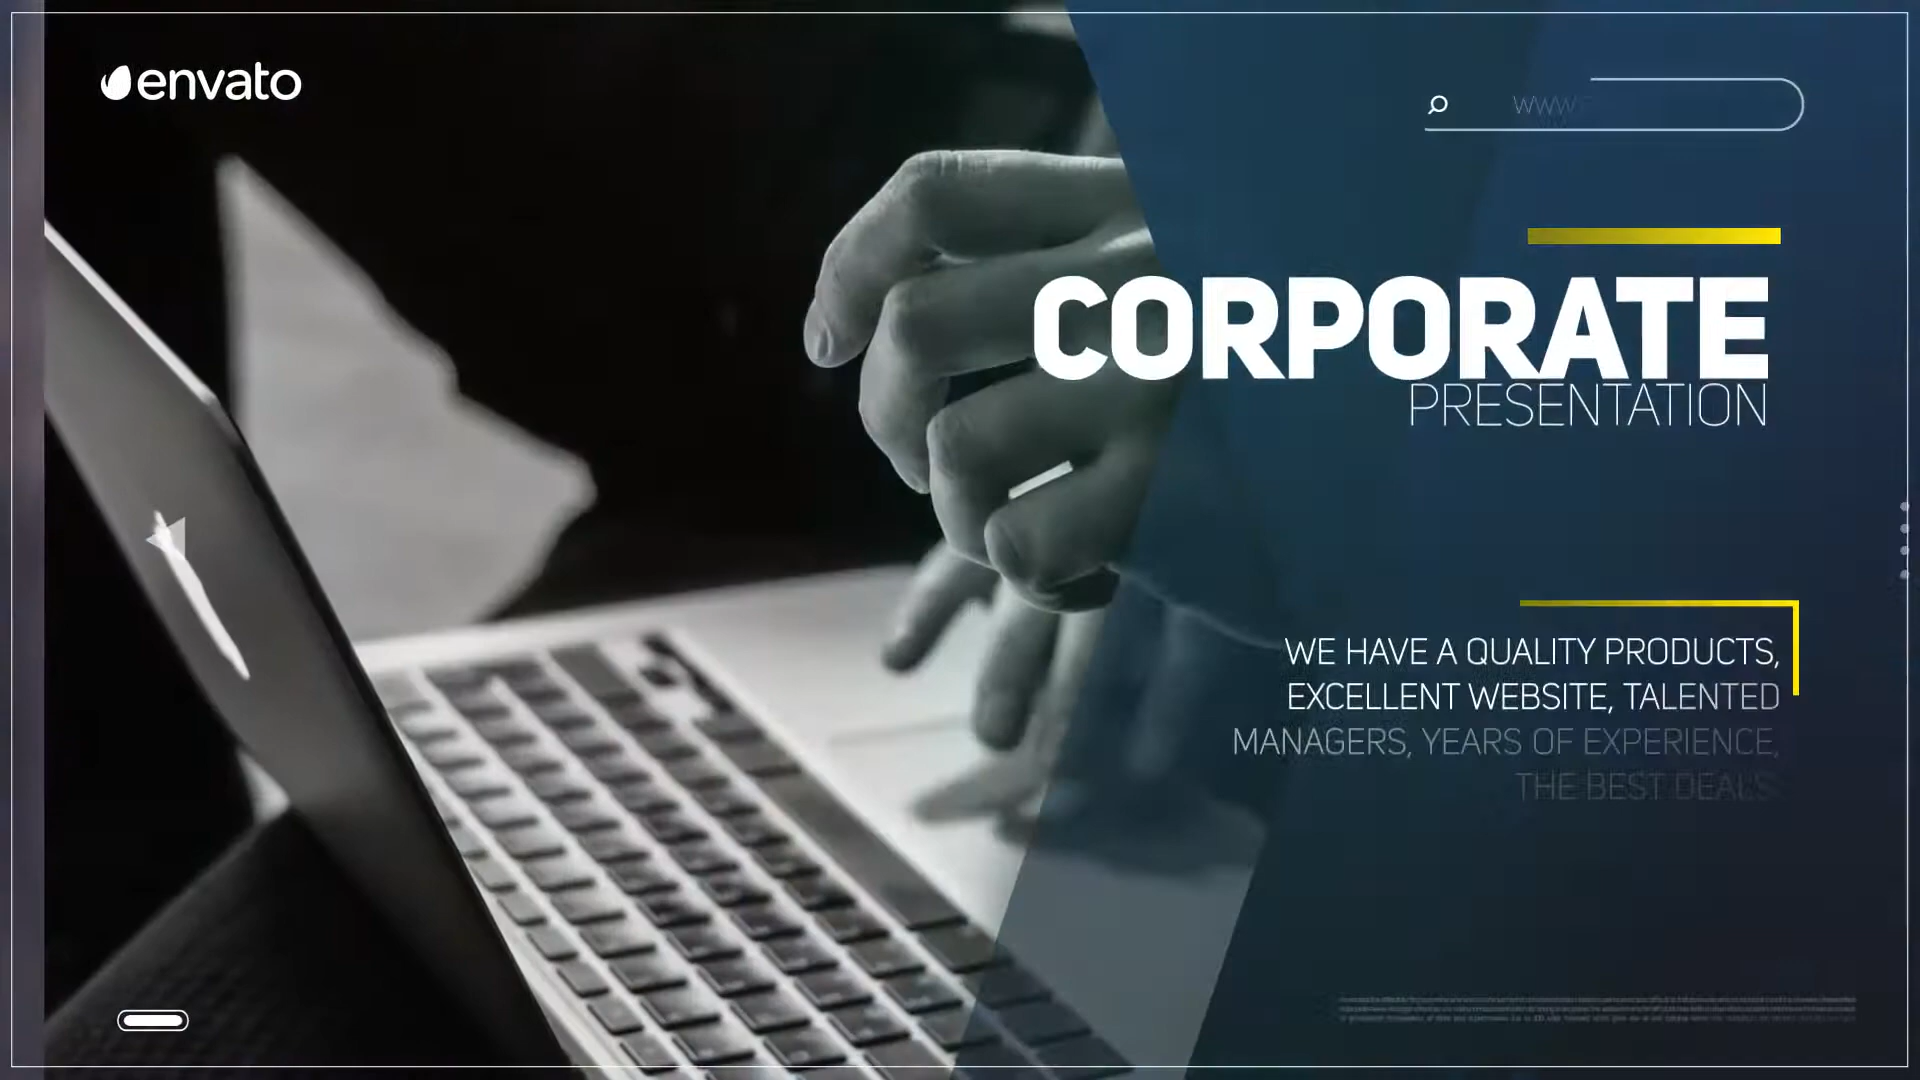 envato
WWW
CORPORATE
PRESENTATION
WE HAVE A QUALITY PRODUCTS,
EXCELLENT WEBSITE, TALENTED
MANAGERS, YEARS OF EXPERIENCE,
THE BEST DEALS